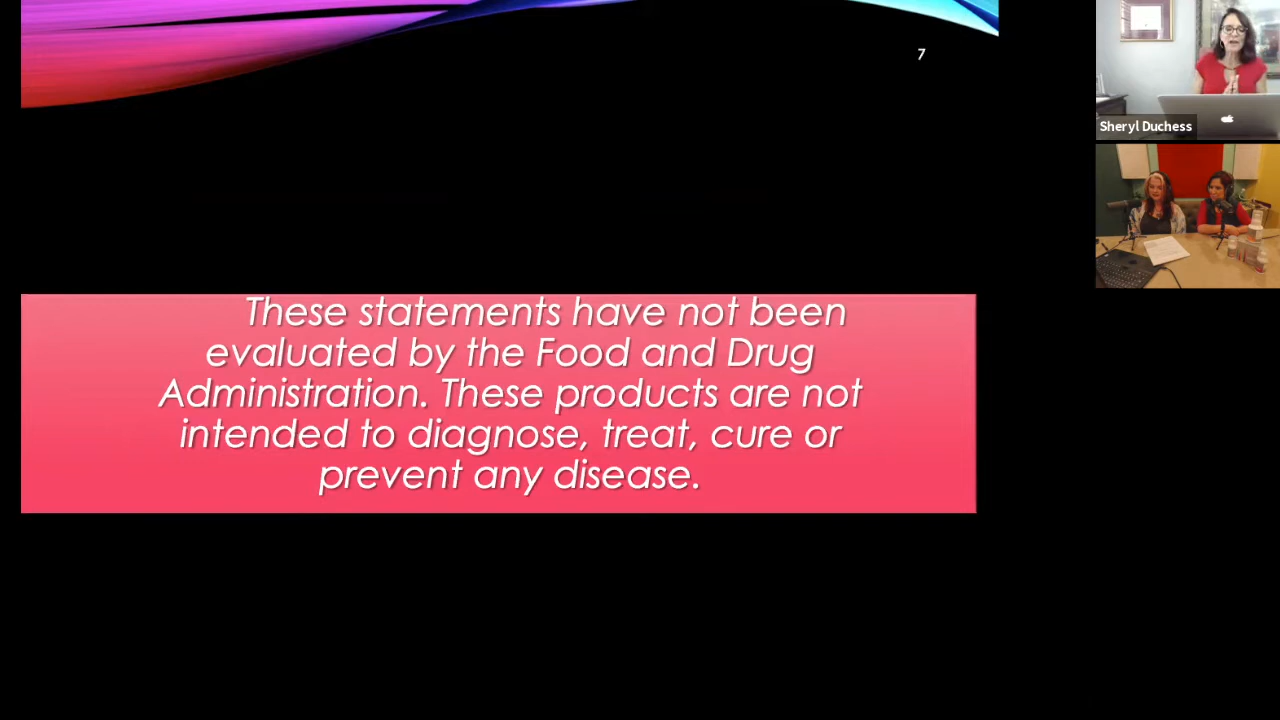 7
These statements have not been
evaluated by the Food and Drug
Administration. These products are not
intended to diagnose, treat, cure or
prevent any disease.
Sheryl Duchess